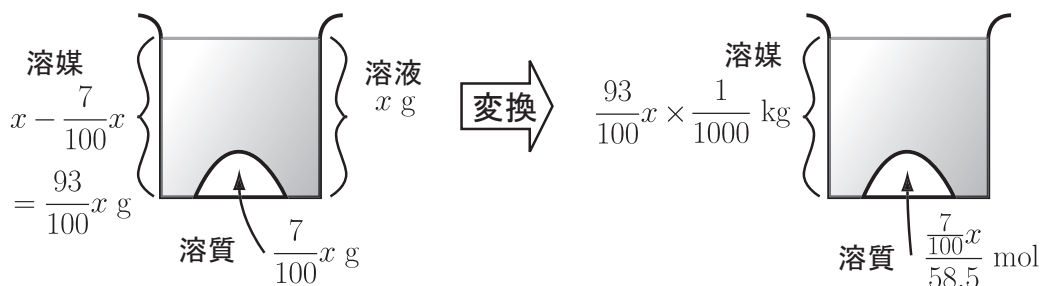 溶媒
x − 7/100 x
= 93/100 x g
溶液
x g
溶質
7/100 x g
変換
溶媒
93/100 x × 1/1000 kg
溶質
(7/100 x)/58.5 mol